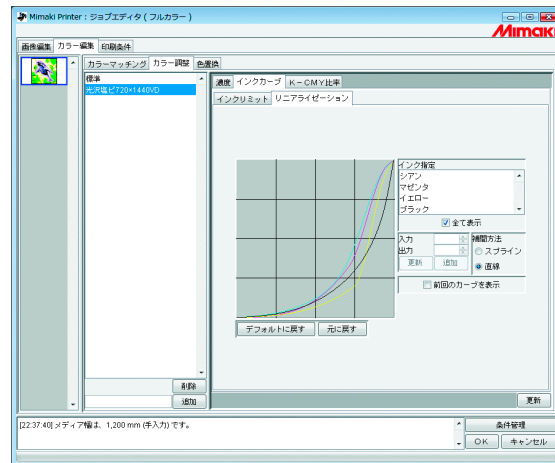 Mimaki Printer : ジョブエディタ ( フルカラー )
Mimaki
画像編集 カラー編集 印刷条件
カラーマッチング カラー調整 色置換
標準
光沢塩ビ720×1440VD
濃度 インクカーブ K-CMY比率
インクリミット リニアライゼーション
インク指定
シアン
マゼンタ
イエロー
ブラック
全て表示
入力
出力
更新 追加
補間方法
スプライン
直線
前回のカーブを表示
デフォルトに戻す 元に戻す
削除
追加
更新
[22:37:40] メディア幅は、1,200 mm (手入力) です。
条件管理
OK キャンセル